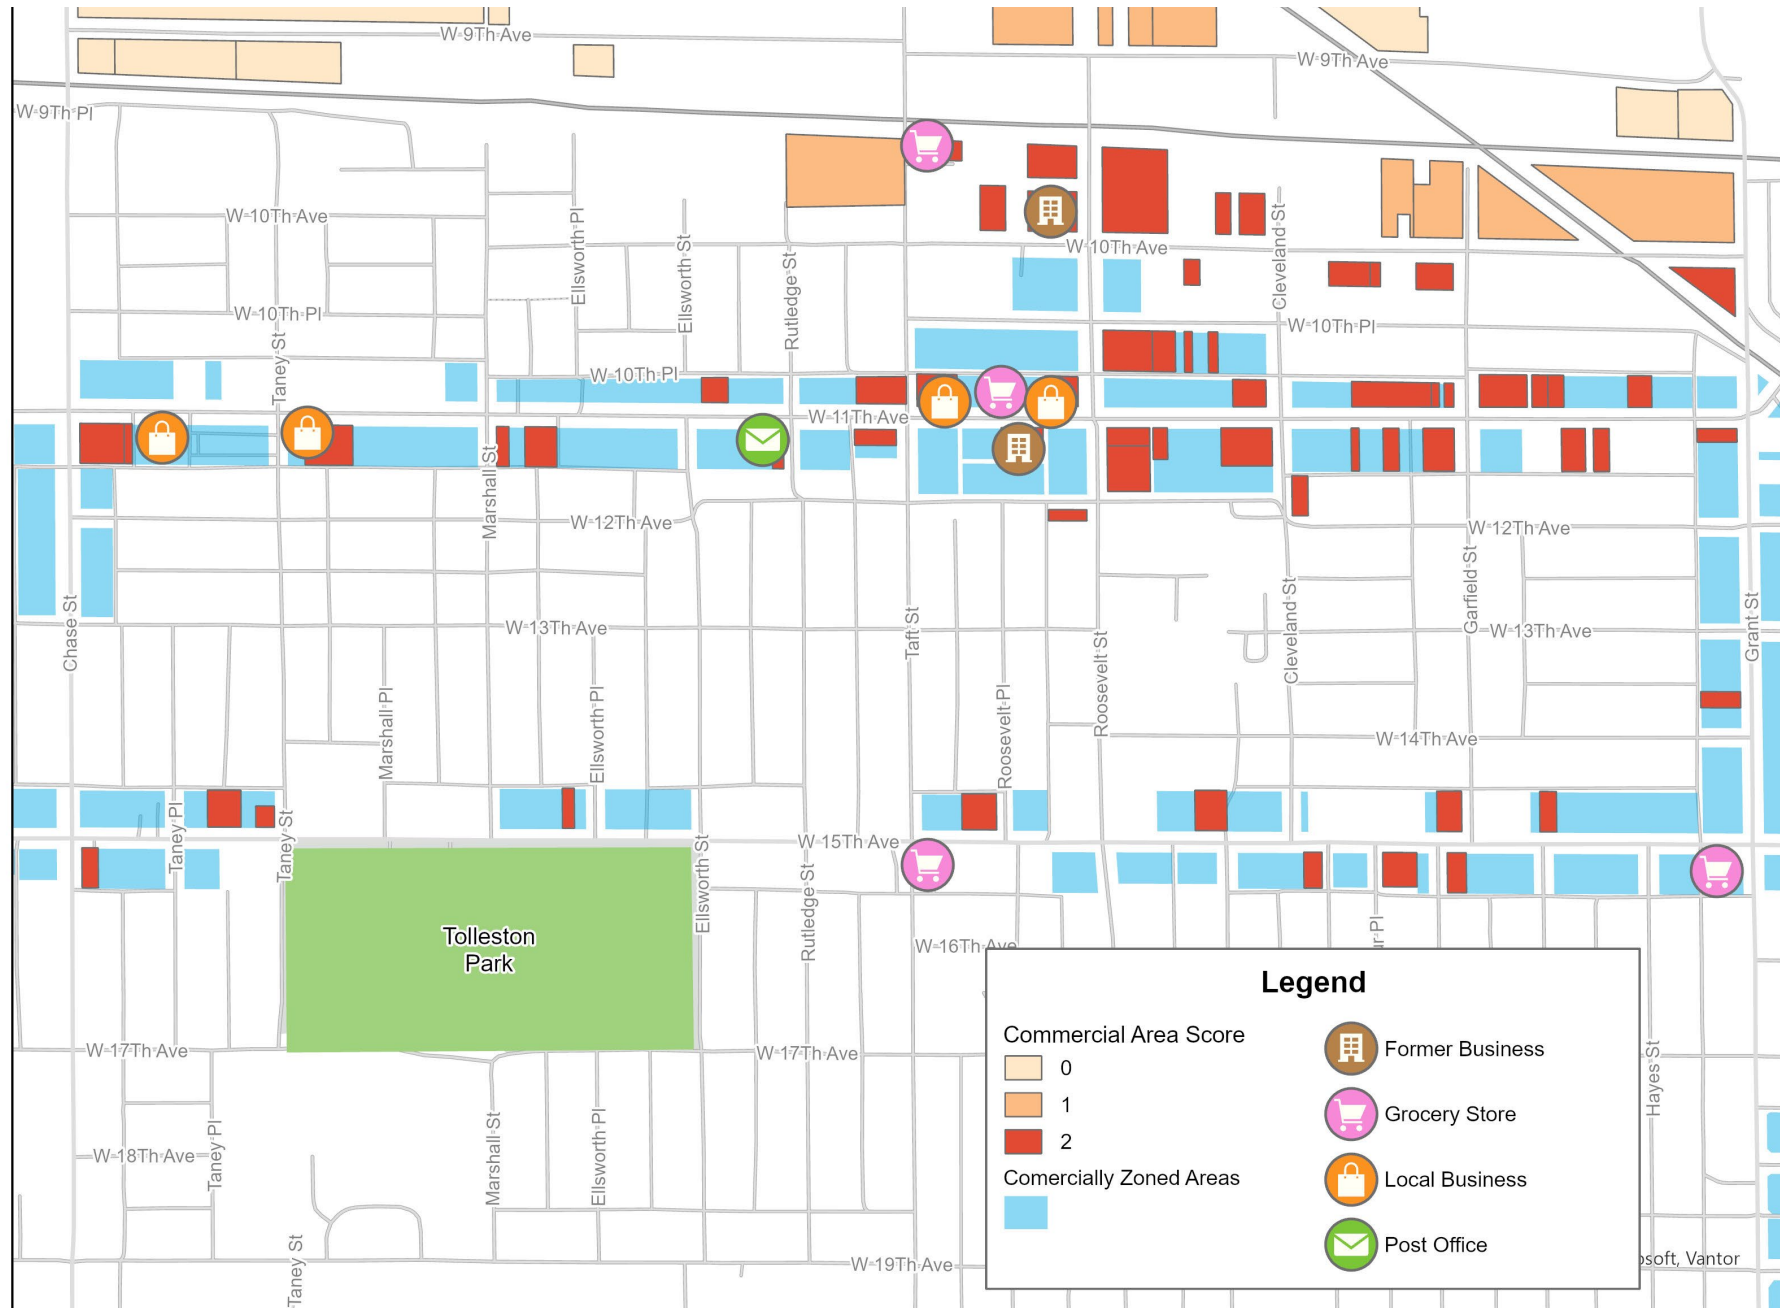 W 9Th Ave
W 9Th Ave
W 9Th Pl
W 10Th Ave
Ellsworth Pl
Ellsworth St
Rutledge St
W 10Th Ave
Cleveland St
W 10Th Pl
Taney St
W 10Th Pl
W 10Th Pl
W 11Th Ave
Marshall St
W 12Th Ave
W 12Th Ave
Chase St
W 13Th Ave
Taft St
Roosevelt St
Cleveland St
Garfield St
W 13Th Ave
Grant St
Marshall Pl
Ellsworth Pl
Roosevelt Pl
W 14Th Ave
Taney Pl
Taney St
W 15Th Ave
Ellsworth St
Rutledge St
Tolleston
Park
W 16Th Ave
ur Pl
W 17Th Ave
W 17Th Ave
Hayes St
W 18Th Ave
Taney Pl
Marshall St
Ellsworth Pl
Taney St
W 19Th Ave
Legend
Commercial Area Score
0
1
2
Comercially Zoned Areas
Former Business
Grocery Store
Local Business
Post Office
osoft, Vantor